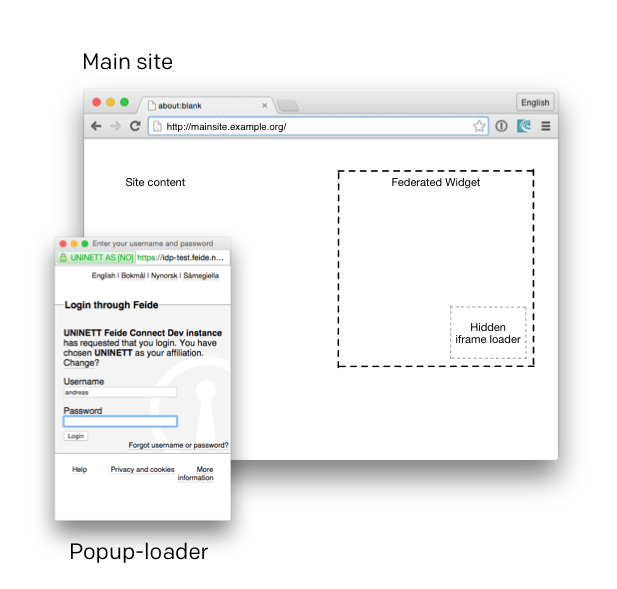 Main site
about:blank
English
http://mainsite.example.org/
Site content
Federated Widget
Hidden
iframe loader
Enter your username and password
UNINETT AS [NO] https://idp-test.feide.n...
English | Bokmål | Nynorsk | Sámegiella
Login through Feide
UNINETT Feide Connect Dev instance
has requested that you login. You have
chosen UNINETT as your affiliation.
Change?
Username
andreas
Password
Login
Forgot username or password?
Help Privacy and cookies More
information
Popup-loader